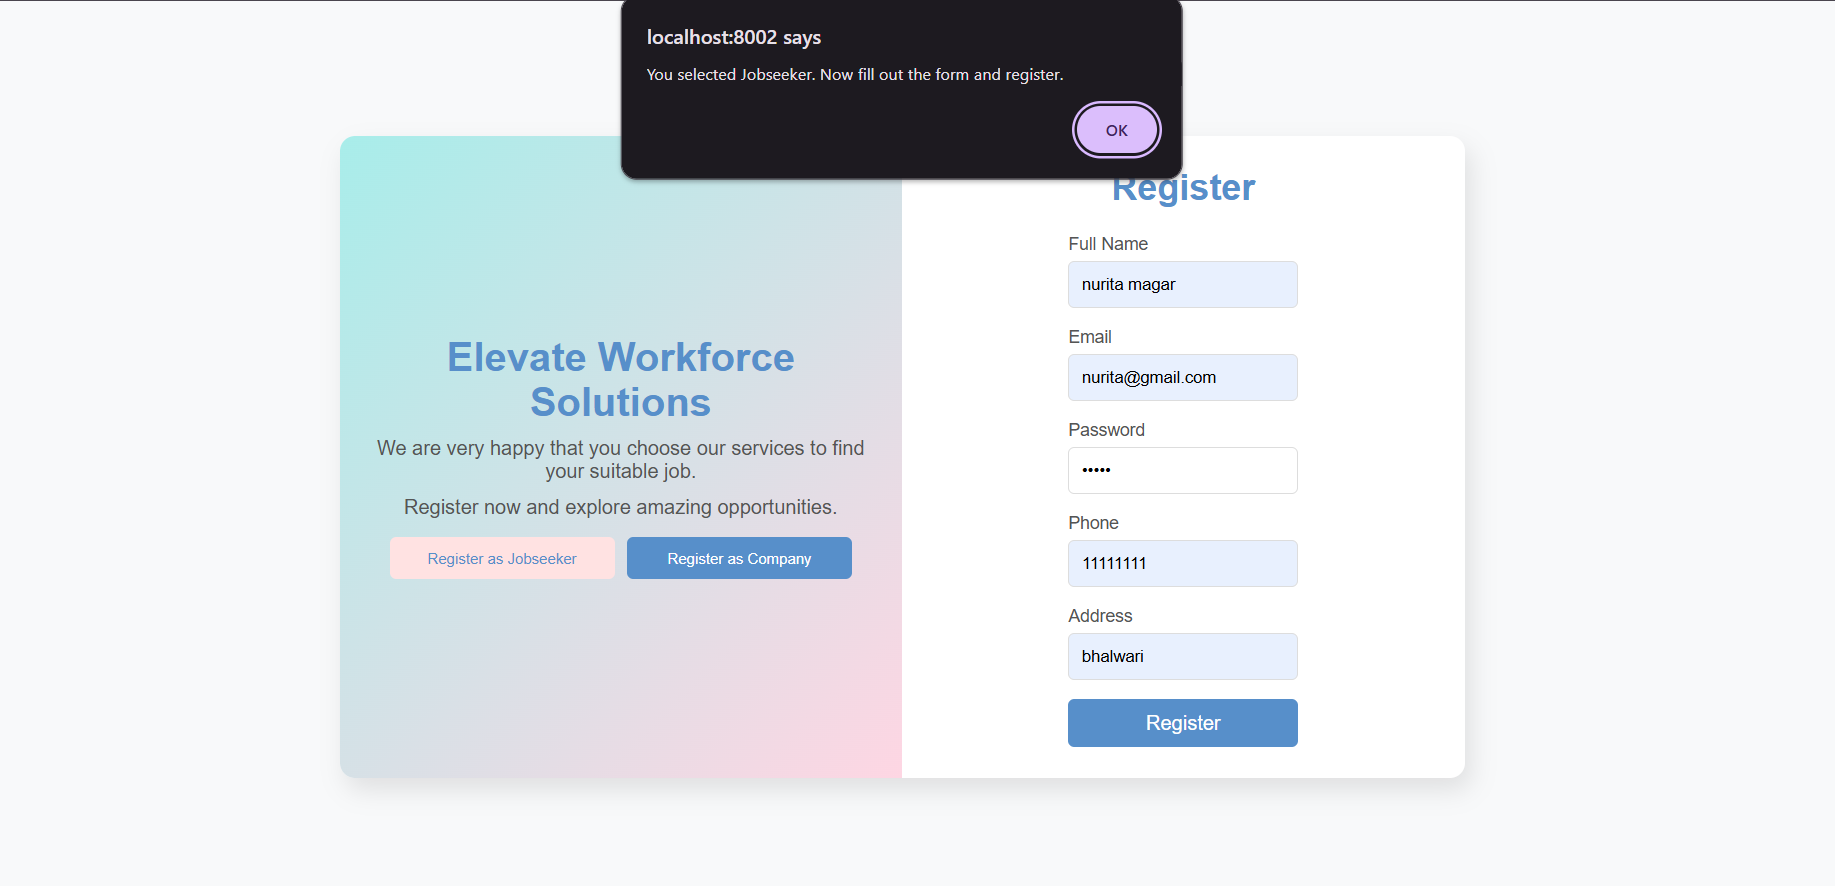 localhost:8002 says
You selected Jobseeker. Now fill out the form and register.
OK
Elevate Workforce
Solutions
We are very happy that you choose our services to find
your suitable job.
Register now and explore amazing opportunities.
Register as Jobseeker
Register as Company
Register
Full Name
nurita magar
Email
nurita@gmail.com
Password
•••••
Phone
11111111
Address
bhalwari
Register